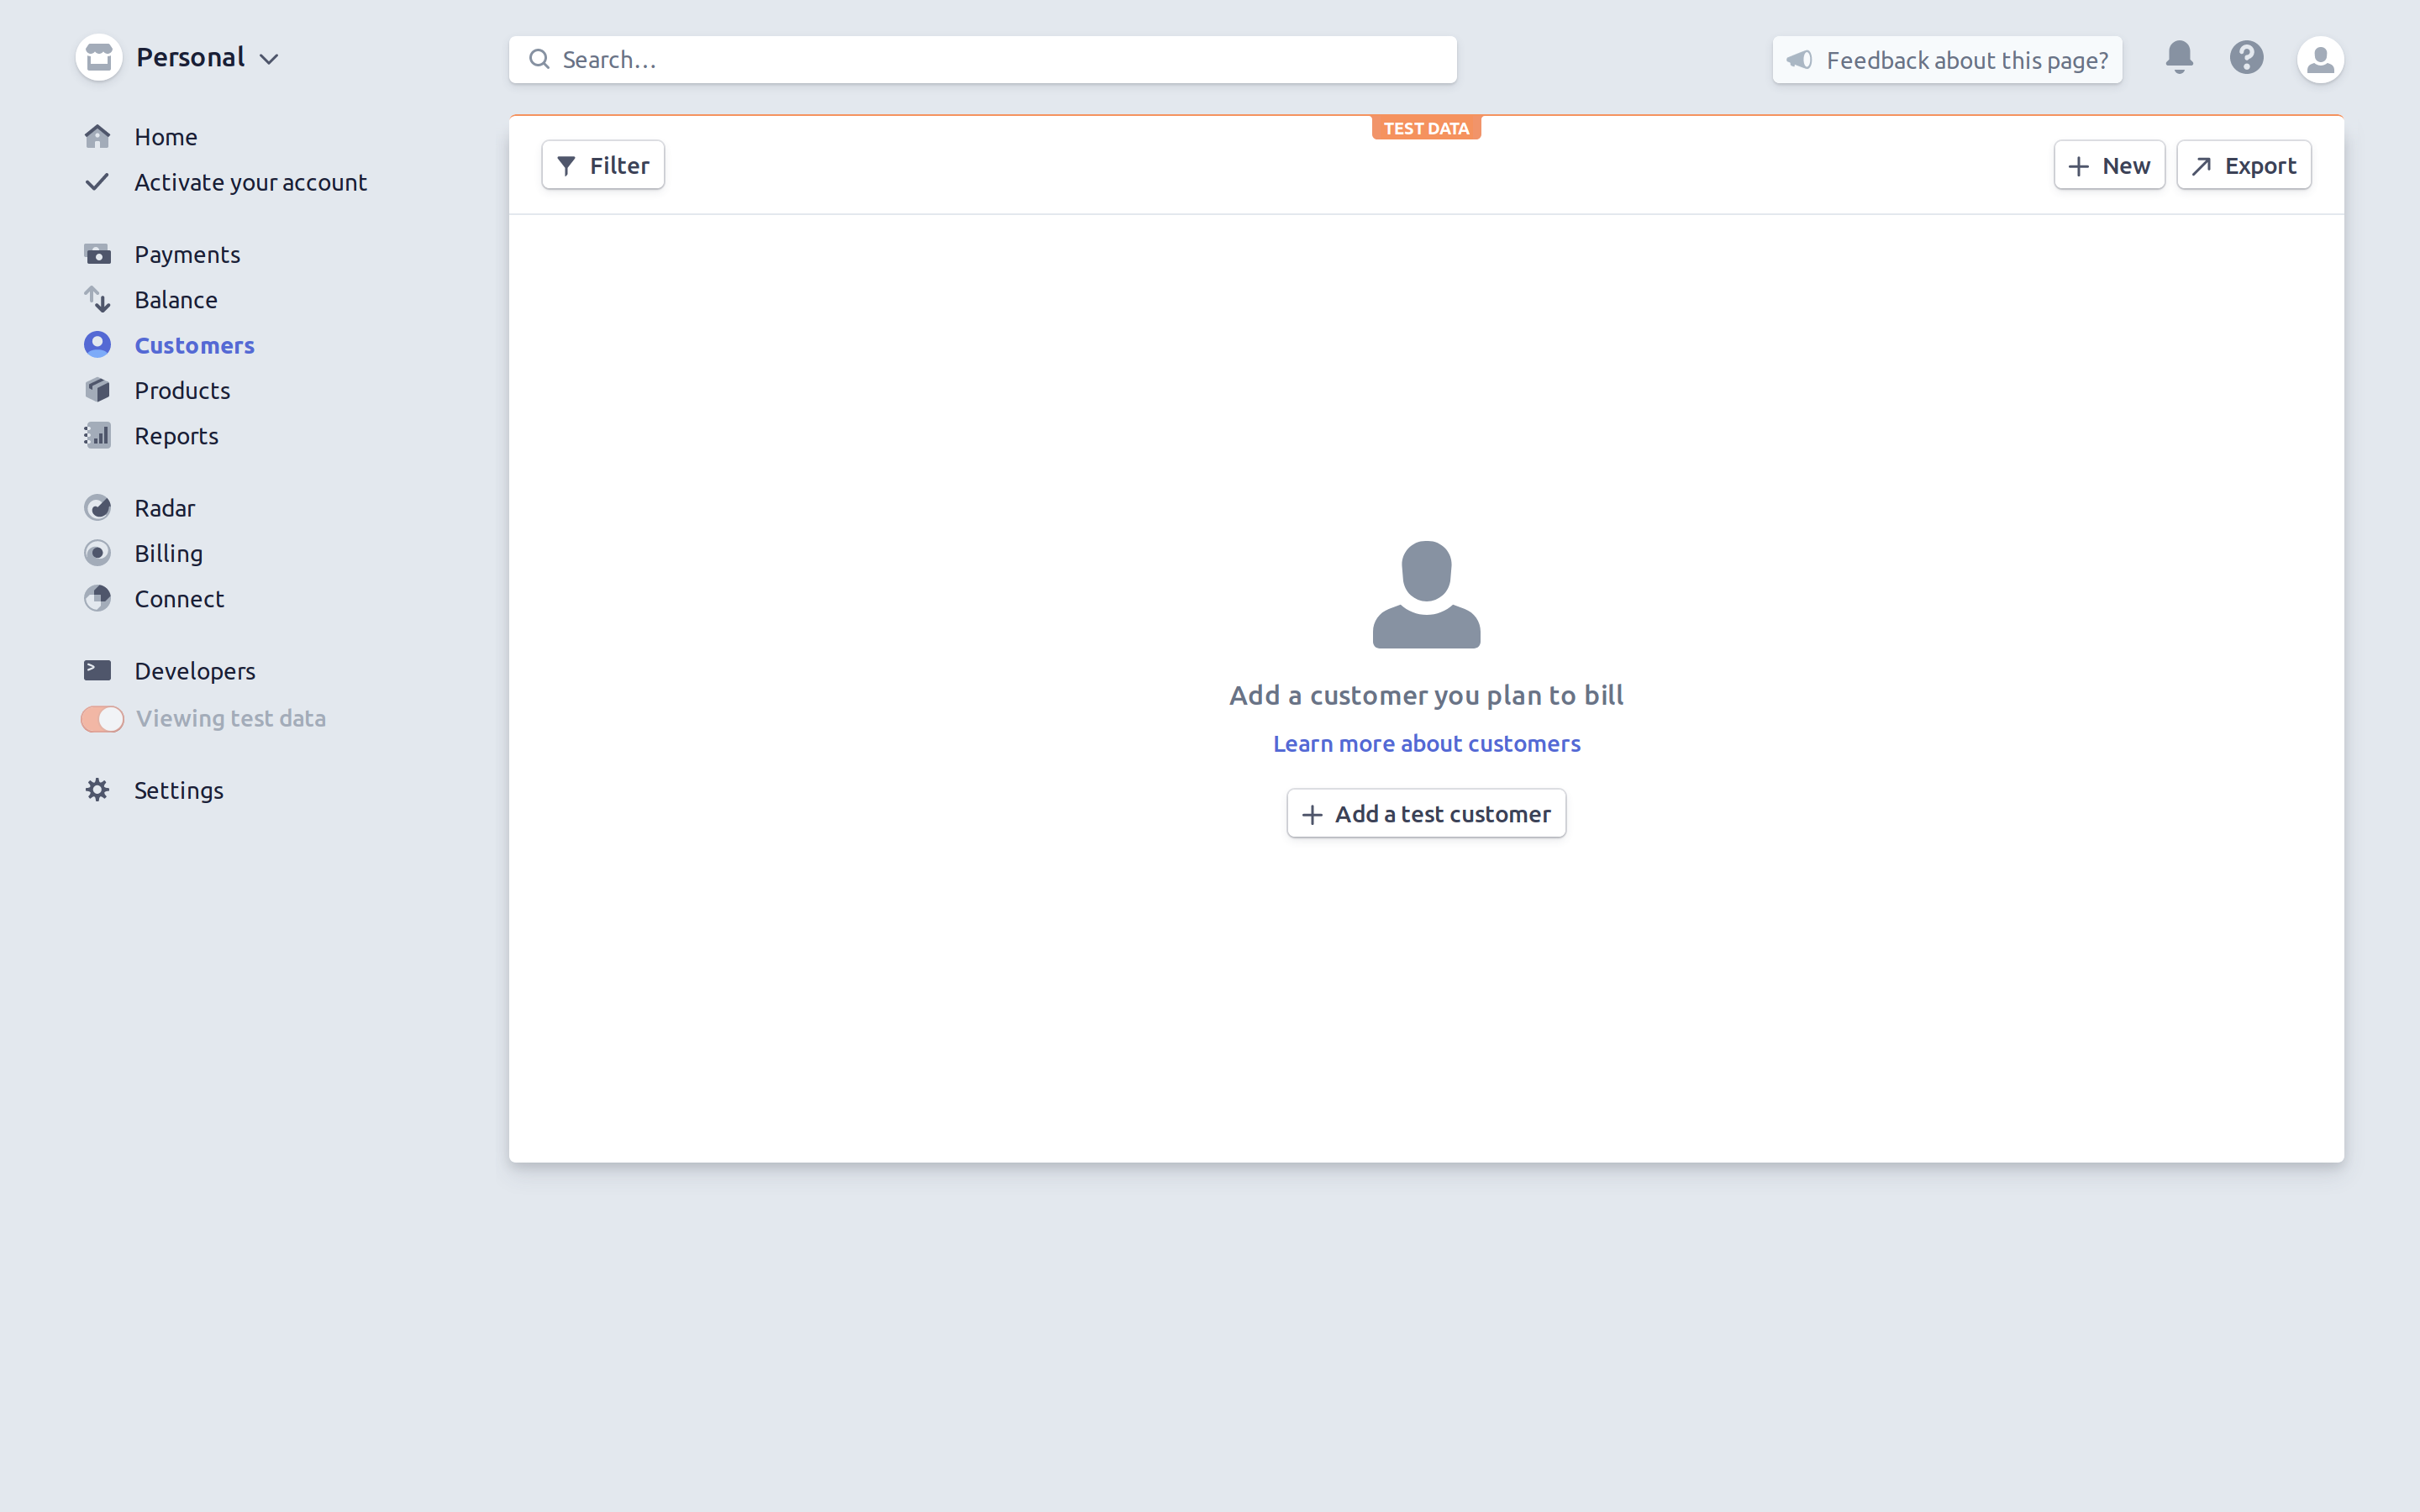 Personal
Search...
Feedback about this page?
Home
Activate your account
Payments
Balance
Customers
Products
Reports
Radar
Billing
Connect
Developers
Viewing test data
Settings
TEST DATA
Filter
New
Export
Add a customer you plan to bill
Learn more about customers
Add a test customer